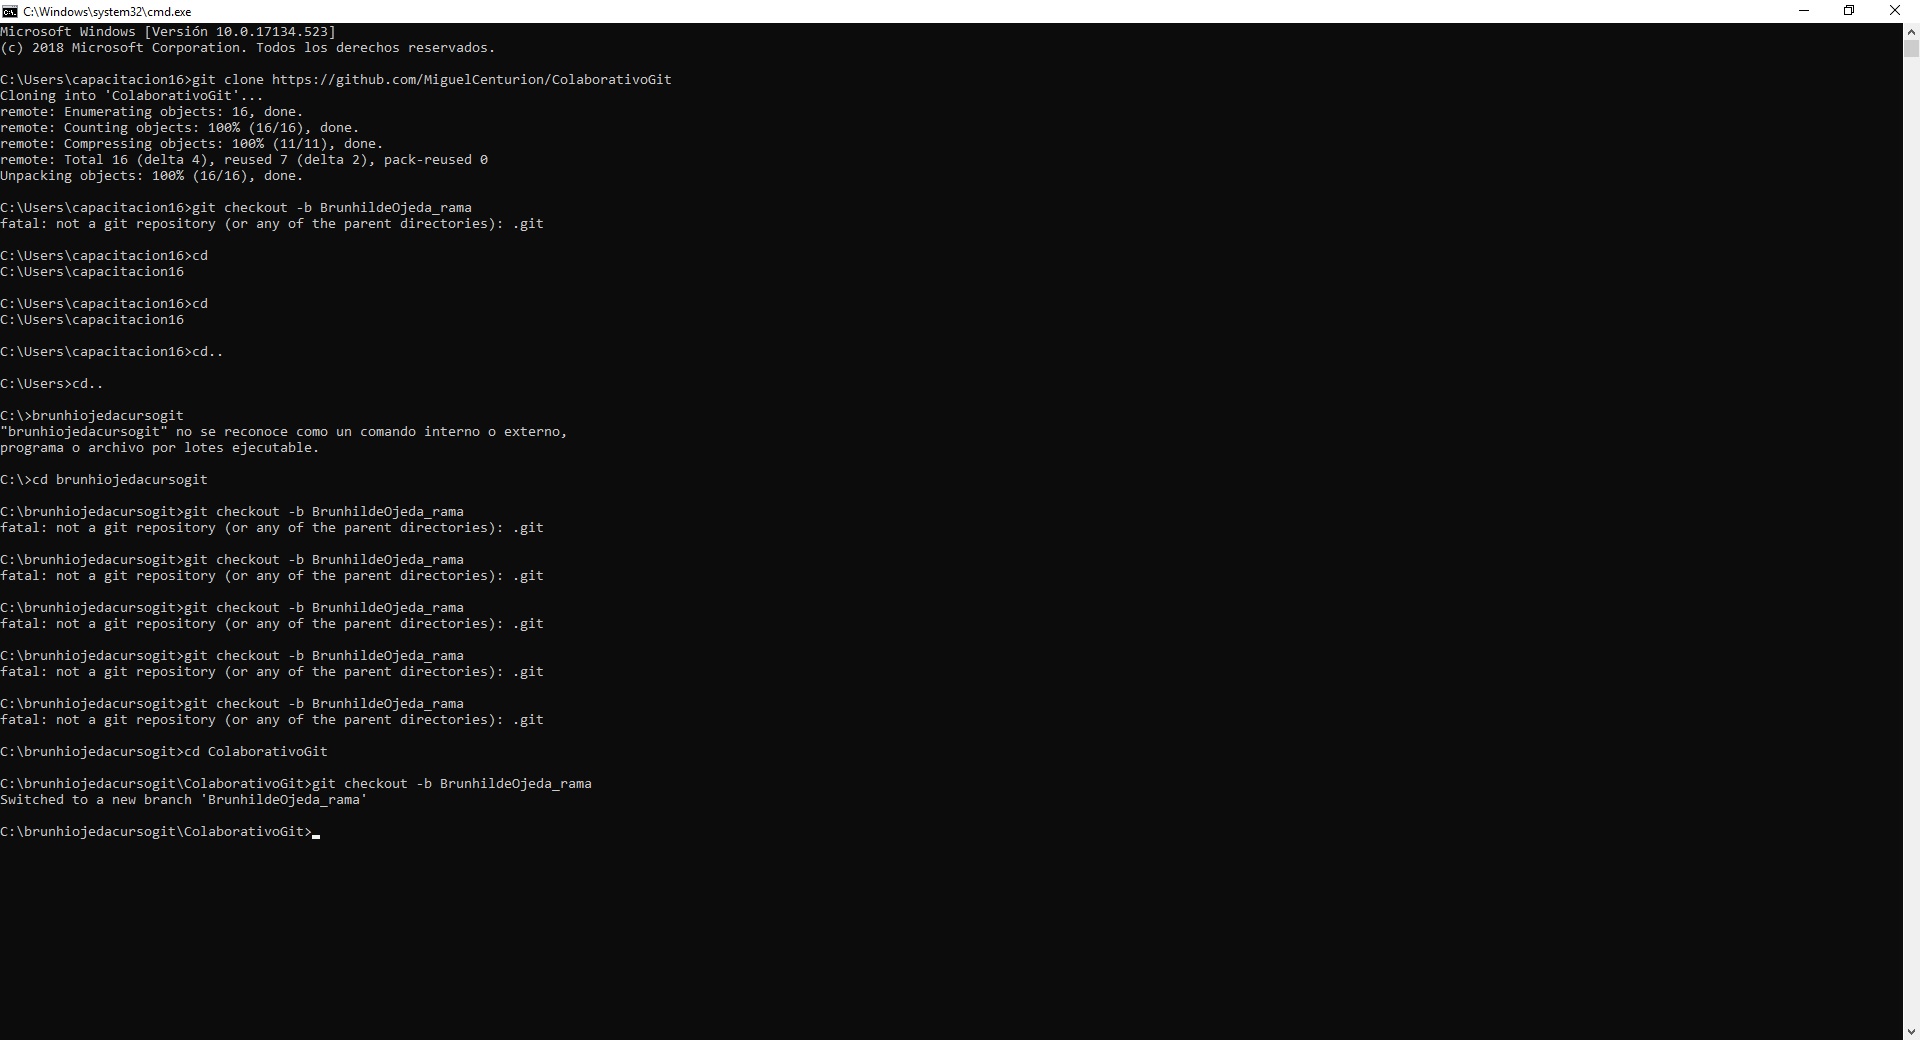 C:\Windows\system32\cmd.exe
Microsoft Windows [Versión 10.0.17134.523]
(c) 2018 Microsoft Corporation. Todos los derechos reservados.
C:\Users\capacitacion16>git clone https://github.com/MiguelCenturion/ColaborativoGit
Cloning into 'ColaborativoGit'...
remote: Enumerating objects: 16, done.
remote: Counting objects: 100% (16/16), done.
remote: Compressing objects: 100% (11/11), done.
remote: Total 16 (delta 4), reused 7 (delta 2), pack-reused 0
Unpacking objects: 100% (16/16), done.
C:\Users\capacitacion16>git checkout -b BrunhildeOjeda_rama
fatal: not a git repository (or any of the parent directories): .git
C:\Users\capacitacion16>cd
C:\Users\capacitacion16
C:\Users\capacitacion16>cd
C:\Users\capacitacion16
C:\Users\capacitacion16>cd..
C:\Users>cd..
C:\>brunhiojedacursogit
"brunhiojedacursogit" no se reconoce como un comando interno o externo,
programa o archivo por lotes ejecutable.
C:\>cd brunhiojedacursogit
C:\brunhiojedacursogit>git checkout -b BrunhildeOjeda_rama
fatal: not a git repository (or any of the parent directories): .git
C:\brunhiojedacursogit>git checkout -b BrunhildeOjeda_rama
fatal: not a git repository (or any of the parent directories): .git
C:\brunhiojedacursogit>git checkout -b BrunhildeOjeda_rama
fatal: not a git repository (or any of the parent directories): .git
C:\brunhiojedacursogit>git checkout -b BrunhildeOjeda_rama
fatal: not a git repository (or any of the parent directories): .git
C:\brunhiojedacursogit>git checkout -b BrunhildeOjeda_rama
fatal: not a git repository (or any of the parent directories): .git
C:\brunhiojedacursogit>cd ColaborativoGit
C:\brunhiojedacursogit\ColaborativoGit>git checkout -b BrunhildeOjeda_rama
Switched to a new branch 'BrunhildeOjeda_rama'
C:\brunhiojedacursogit\ColaborativoGit>